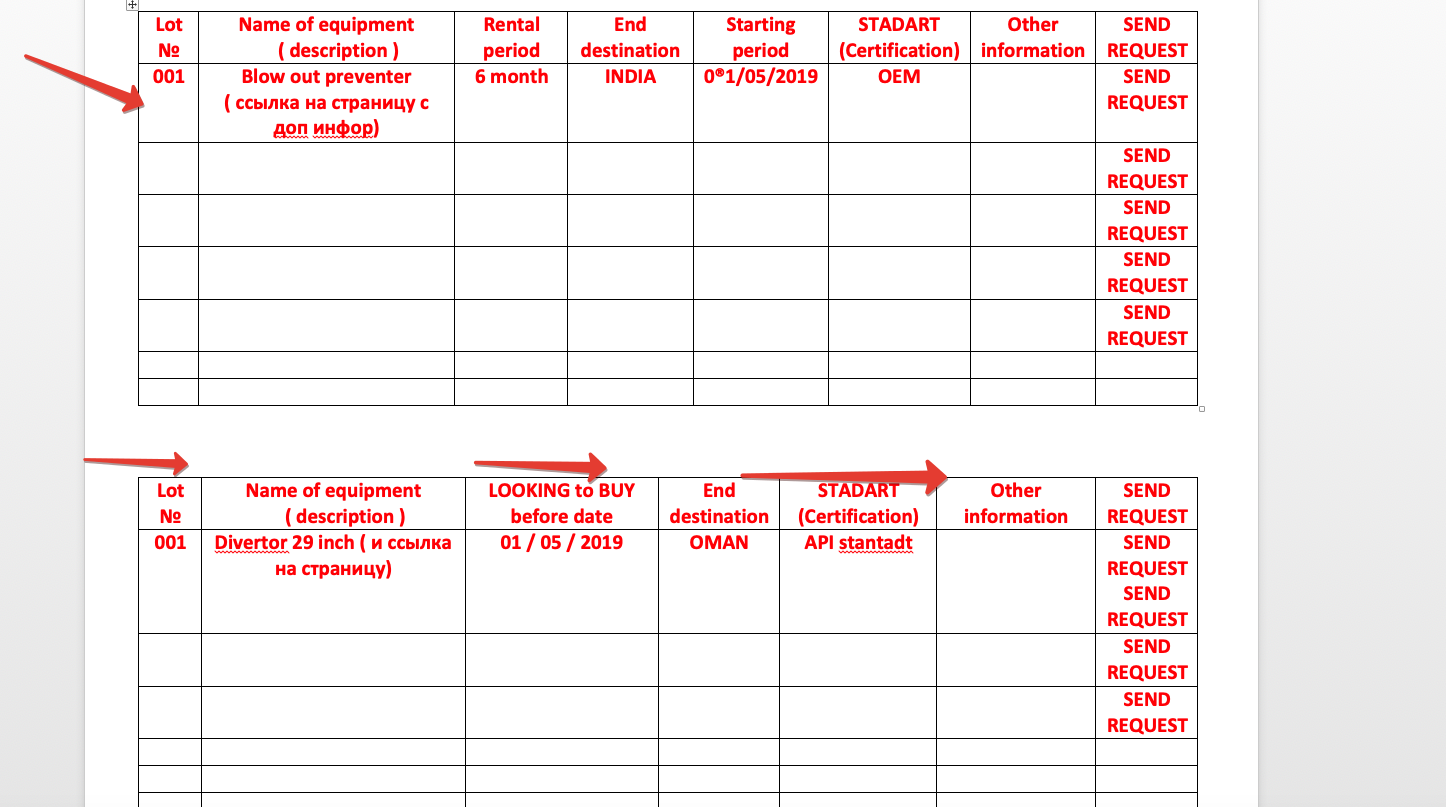 Lot № Name of equipment ( description ) Rental period End destination Starting period STADART (Certification) Other information SEND REQUEST
001 Blow out preventer ( ссылка на страницу с доп инфор) 6 month INDIA 0®1/05/2019 OEM SEND REQUEST
SEND REQUEST
SEND REQUEST
SEND REQUEST
SEND REQUEST
Lot № Name of equipment ( description ) LOOKING to BUY before date End destination STADART (Certification) Other information SEND REQUEST
001 Divertor 29 inch ( и ссылка на страницу) 01 / 05 / 2019 OMAN API stantadt SEND REQUEST SEND REQUEST
SEND REQUEST
SEND REQUEST